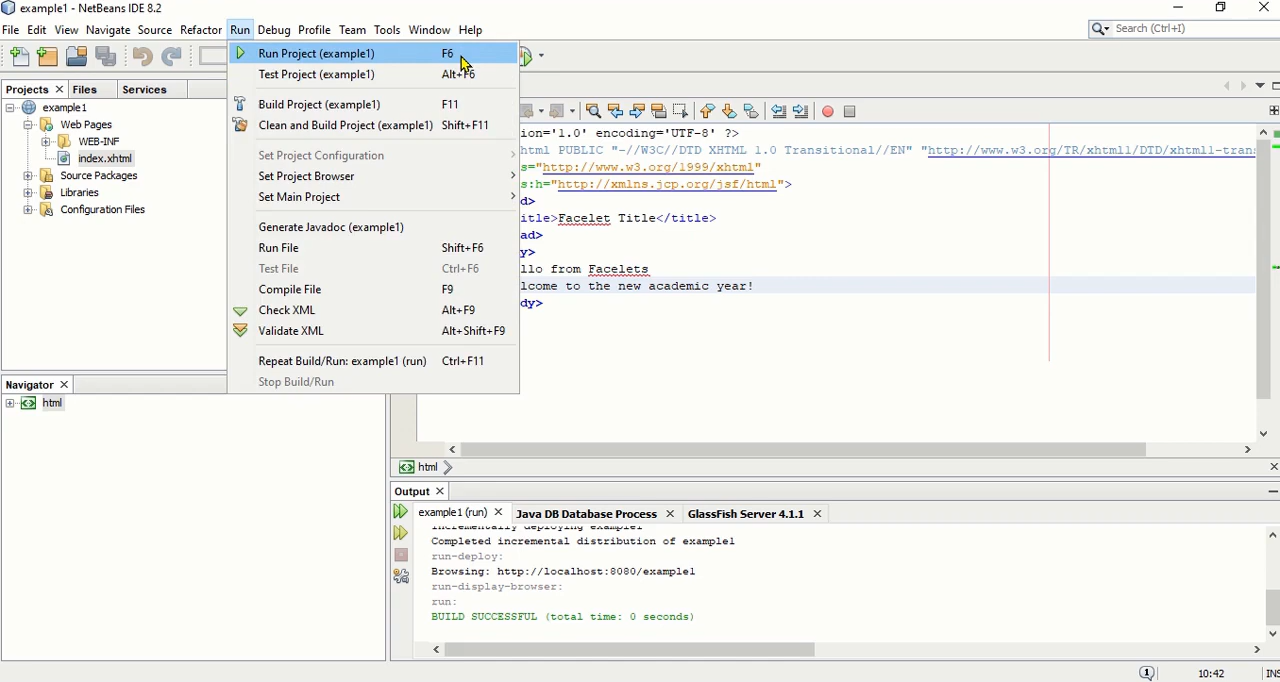 example1 - NetBeans IDE 8.2
File Edit View Navigate Source Refactor Run Debug Profile Team Tools Window Help
Search (Ctrl+I)
Run Project (example1) F6
Test Project (example1) Alt+F6
Build Project (example1) F11
Clean and Build Project (example1) Shift+F11
Set Project Configuration
Set Project Browser
Set Main Project
Generate Javadoc (example1)
Run File Shift+F6
Test File Ctrl+F6
Compile File F9
Check XML Alt+F9
Validate XML Alt+Shift+F9
Repeat Build/Run: example1 (run) Ctrl+F11
Stop Build/Run
Projects Files Services
example1
Web Pages
WEB-INF
index.xhtml
Source Packages
Libraries
Configuration Files
ion='1.0' encoding='UTF-8' ?>
html PUBLIC "-//W3C//DTD XHTML 1.0 Transitional//EN" "http://www.w3.org/TR/xhtml1/DTD/xhtml1-trans
s="http://www.w3.org/1999/xhtml"
s:h="http://xmlns.jcp.org/jsf/html">
d>
itle>Facelet Title</title>
ad>
y>
llo from Facelets
lcome to the new academic year!
dy>
Navigator
html
html
Output
example1 (run) Java DB Database Process GlassFish Server 4.1.1
Incrementally deploying example1
Completed incremental distribution of example1
run-deploy:
Browsing: http://localhost:8080/example1
run-display-browser:
run:
BUILD SUCCESSFUL (total time: 0 seconds)
1 10:42 INS